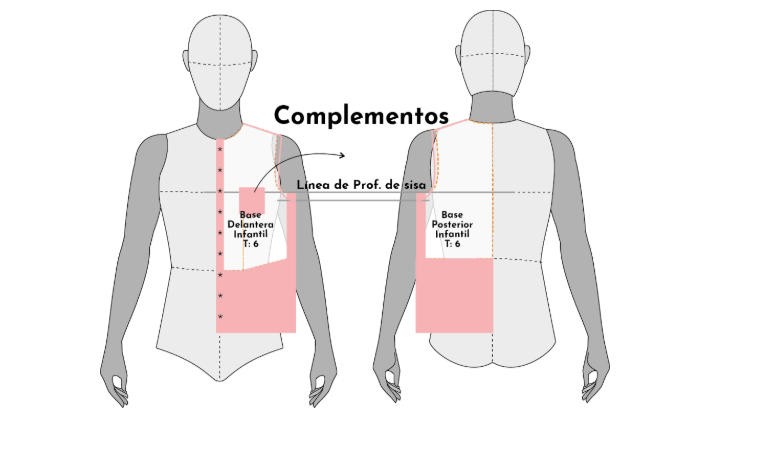 Complementos
Línea de Prof. de sisa
Base
Delantera
Infantil
T: 6
Base
Posterior
Infantil
T: 6